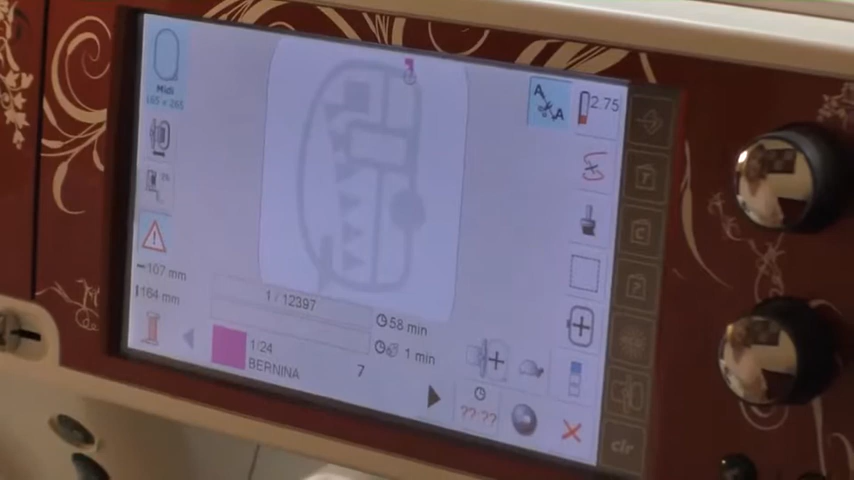 Midi
165 x 265
A
A
2.75
107 mm
164 mm
1 / 12397
58 min
1 min
1/24
BERNINA
7
??:??
T
C
?
clr